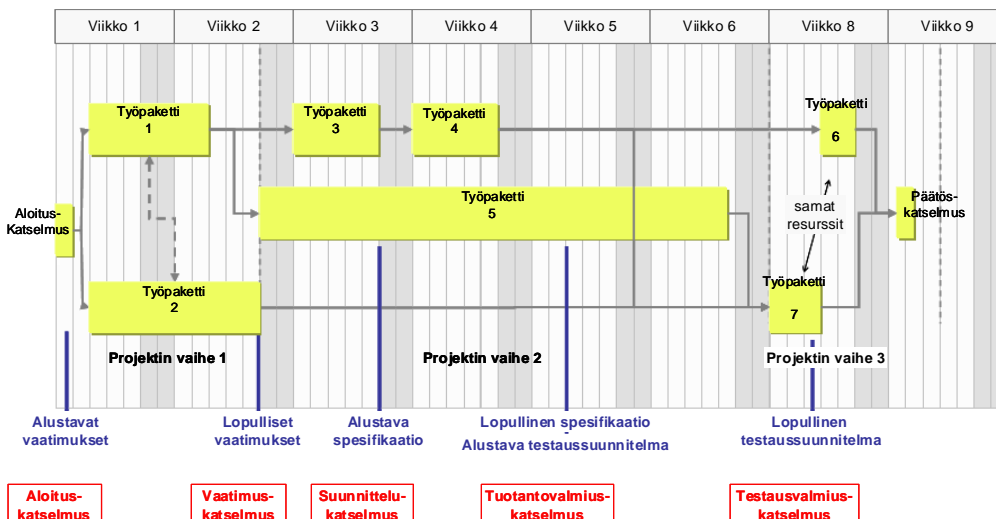 Viikko 1
Viikko 2
Viikko 3
Viikko 4
Viikko 5
Viikko 6
Viikko 8
Viikko 9
Työpaketti
1
Työpaketti
3
Työpaketti
4
Työpaketti
6
Työpaketti
5
Aloitus-
Katselmus
samat
resurssit
Päätös-
katselmus
Työpaketti
2
Työpaketti
7
Projektin vaihe 1
Projektin vaihe 2
Projektin vaihe 3
Alustavat
vaatimukset
Lopulliset
vaatimukset
Alustava
spesifikaatio
Lopullinen spesifikaatio
-
Alustava testaussuunnitelma
Lopullinen
testaussuunnitelma
Aloitus-
katselmus
Vaatimus-
katselmus
Suunnittelu-
katselmus
Tuotantovalmius-
katselmus
Testausvalmius-
katselmus